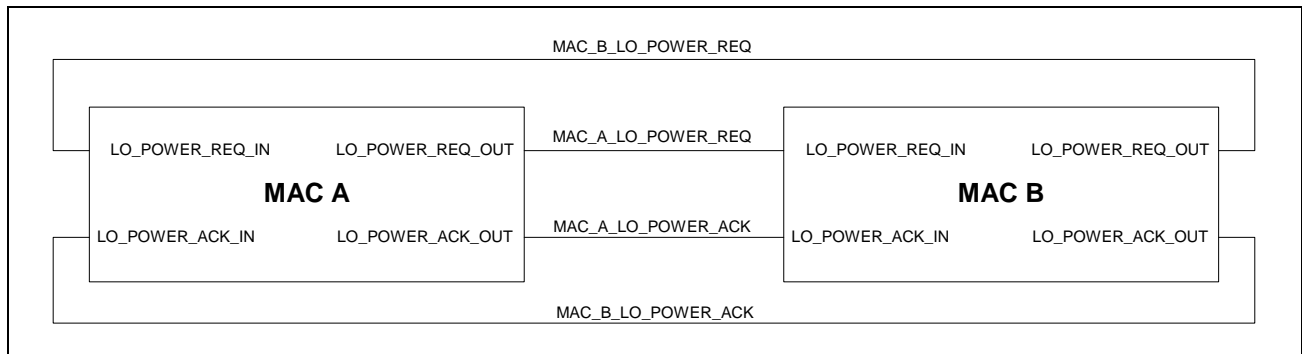 MAC_B_LO_POWER_REQ
MAC_A_LO_POWER_REQ
LO_POWER_REQ_IN LO_POWER_REQ_OUT LO_POWER_REQ_IN LO_POWER_REQ_OUT
MAC A MAC B
MAC_A_LO_POWER_ACK
LO_POWER_ACK_IN LO_POWER_ACK_OUT LO_POWER_ACK_IN LO_POWER_ACK_OUT
MAC_B_LO_POWER_ACK